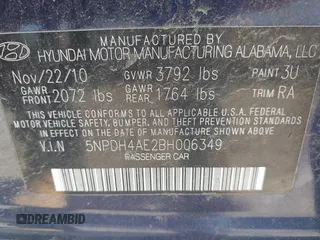 MANUFACTURED BY
HYUNDAI MOTOR MANUFACTURING ALABAMA, LLC
Nov/22/10 GVWR 3792 lbs PAINT 3U
GAWR FRONT 2072 lbs GAWR REAR 1764 lbs TRIM RA
THIS VEHICLE CONFORMS TO ALL APPLICABLE U.S.A. FEDERAL
MOTOR VEHICLE SAFETY, BUMPER, AND THEFT PREVENTION
STANDARDS IN EFFECT ON THE DATE OF MANUFACTURE
SHOWN ABOVE.
V.I.N 5NPDH4AE2BH006349
PASSENGER CAR
DREAMBID